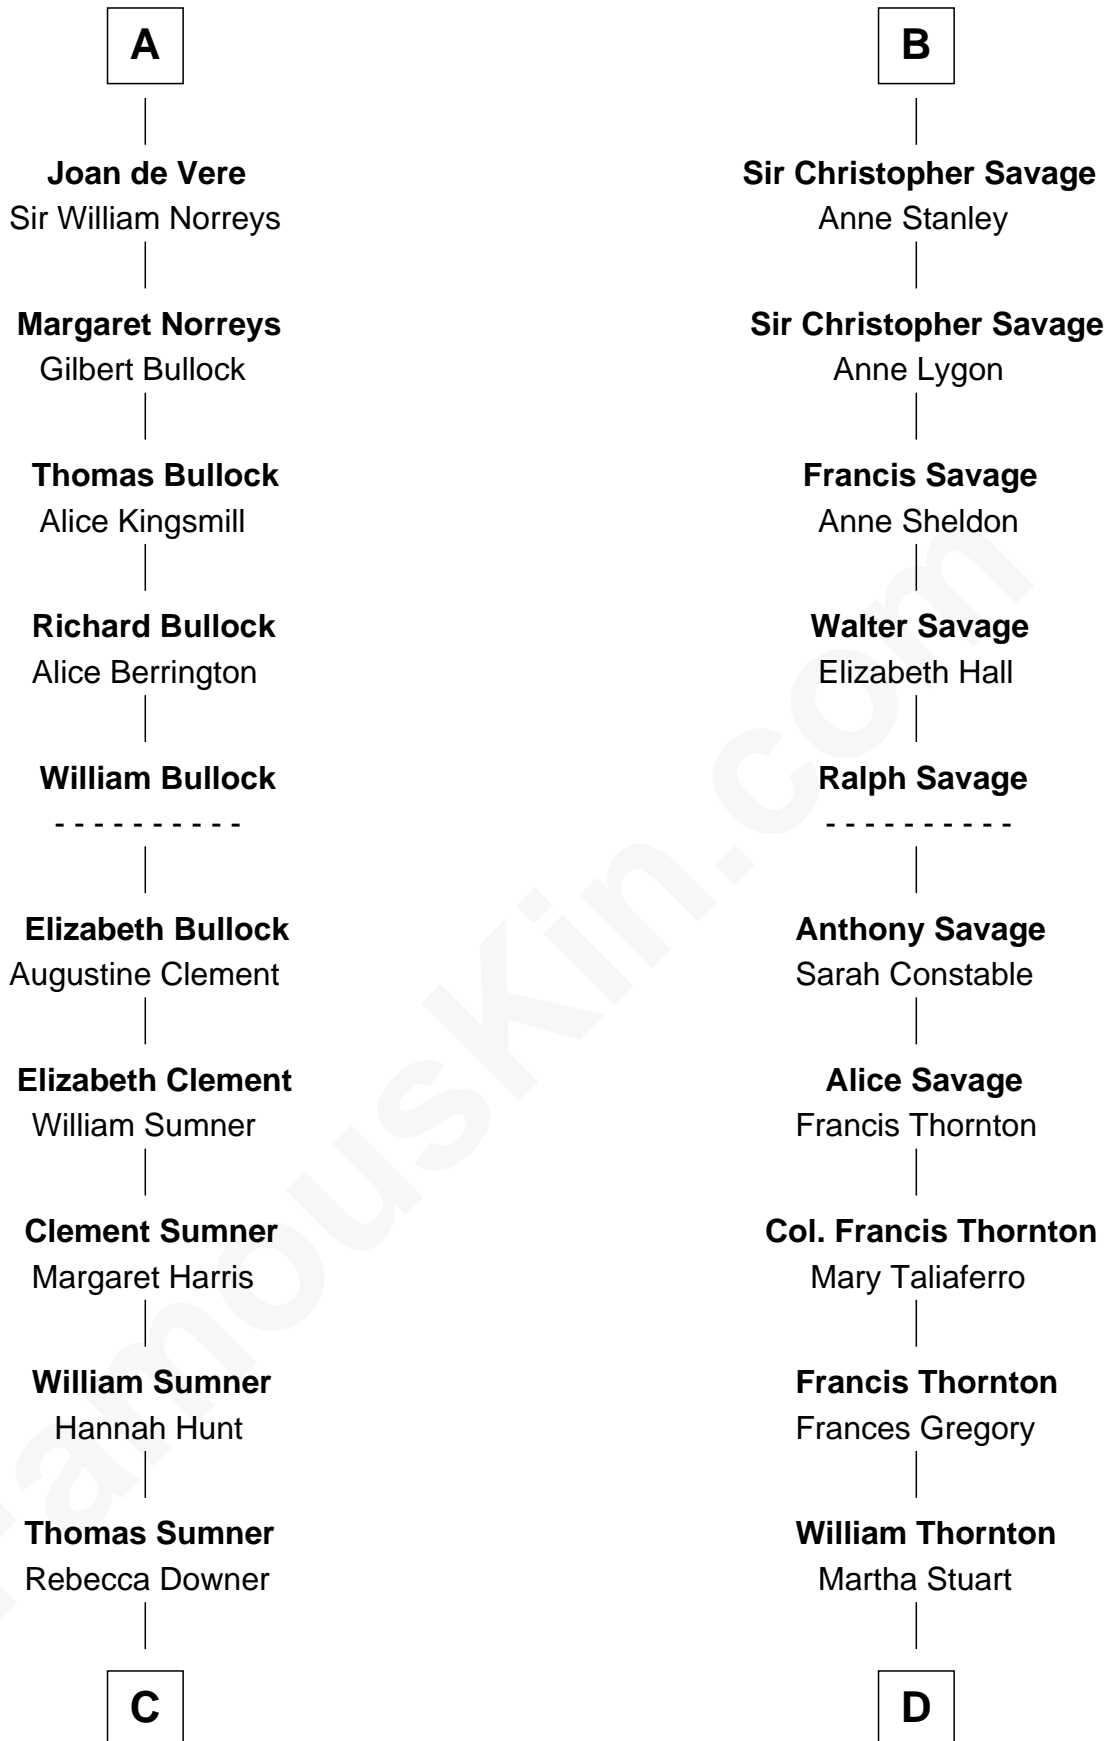 A
Joan de Vere
Sir William Norreys
Margaret Norreys
Gilbert Bullock
Thomas Bullock
Alice Kingsmill
Richard Bullock
Alice Berrington
William Bullock
- - - - - - - - - -
Elizabeth Bullock
Augustine Clement
Elizabeth Clement
William Sumner
Clement Sumner
Margaret Harris
William Sumner
Hannah Hunt
Thomas Sumner
Rebecca Downer
C
B
Sir Christopher Savage
Anne Stanley
Sir Christopher Savage
Anne Lygon
Francis Savage
Anne Sheldon
Walter Savage
Elizabeth Hall
Ralph Savage
- - - - - - - - - -
Anthony Savage
Sarah Constable
Alice Savage
Francis Thornton
Col. Francis Thornton
Mary Taliaferro
Francis Thornton
Frances Gregory
William Thornton
Martha Stuart
D
FamousKin.com